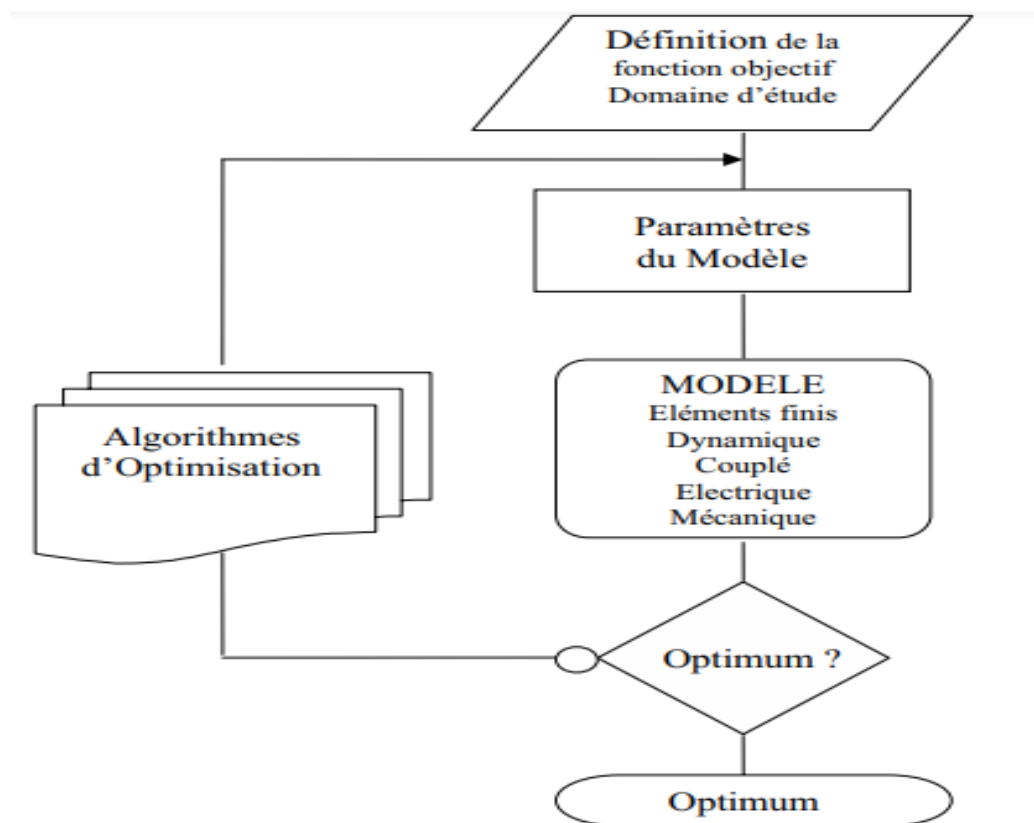 Définition de la
fonction objectif
Domaine d'étude
Paramètres
du Modèle
MODELE
Eléments finis
Dynamique
Couplé
Electrique
Mécanique
Algorithmes
d'Optimisation
Optimum ?
Optimum